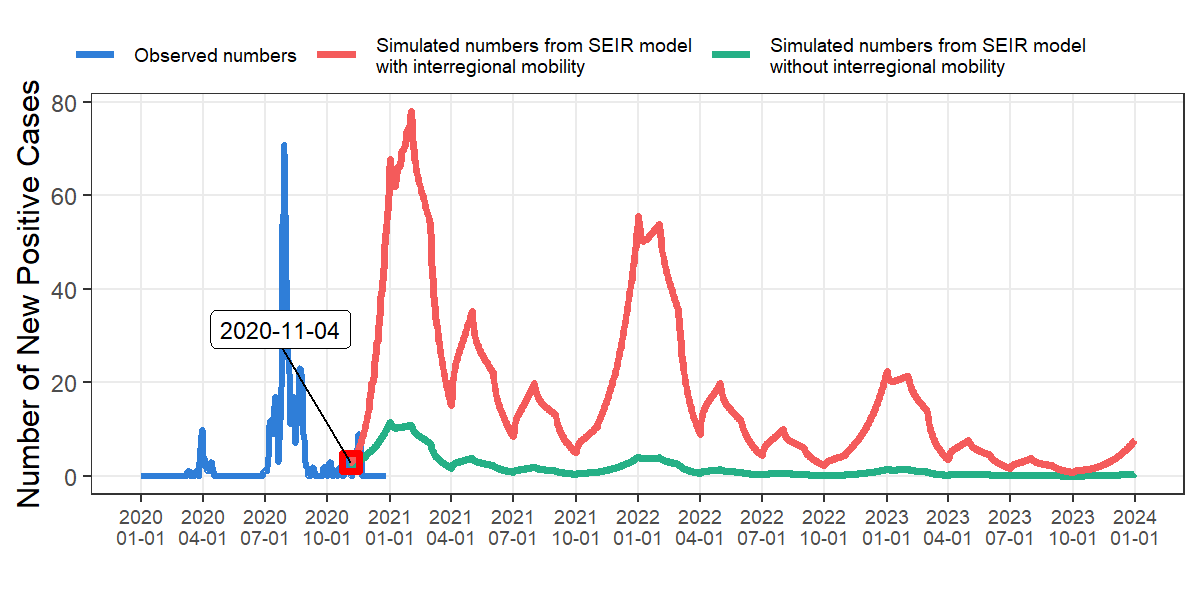 Observed numbers
Simulated numbers from SEIR model
with interregional mobility
Simulated numbers from SEIR model
without interregional mobility
Number of New Positive Cases
80
60
40
20
0
2020-11-04
2020 2020 2020 2020 2021 2021 2021 2021 2022 2022 2022 2022 2023 2023 2023 2023 2024
01-01 04-01 07-01 10-01 01-01 04-01 07-01 10-01 01-01 04-01 07-01 10-01 01-01 04-01 07-01 10-01 01-01